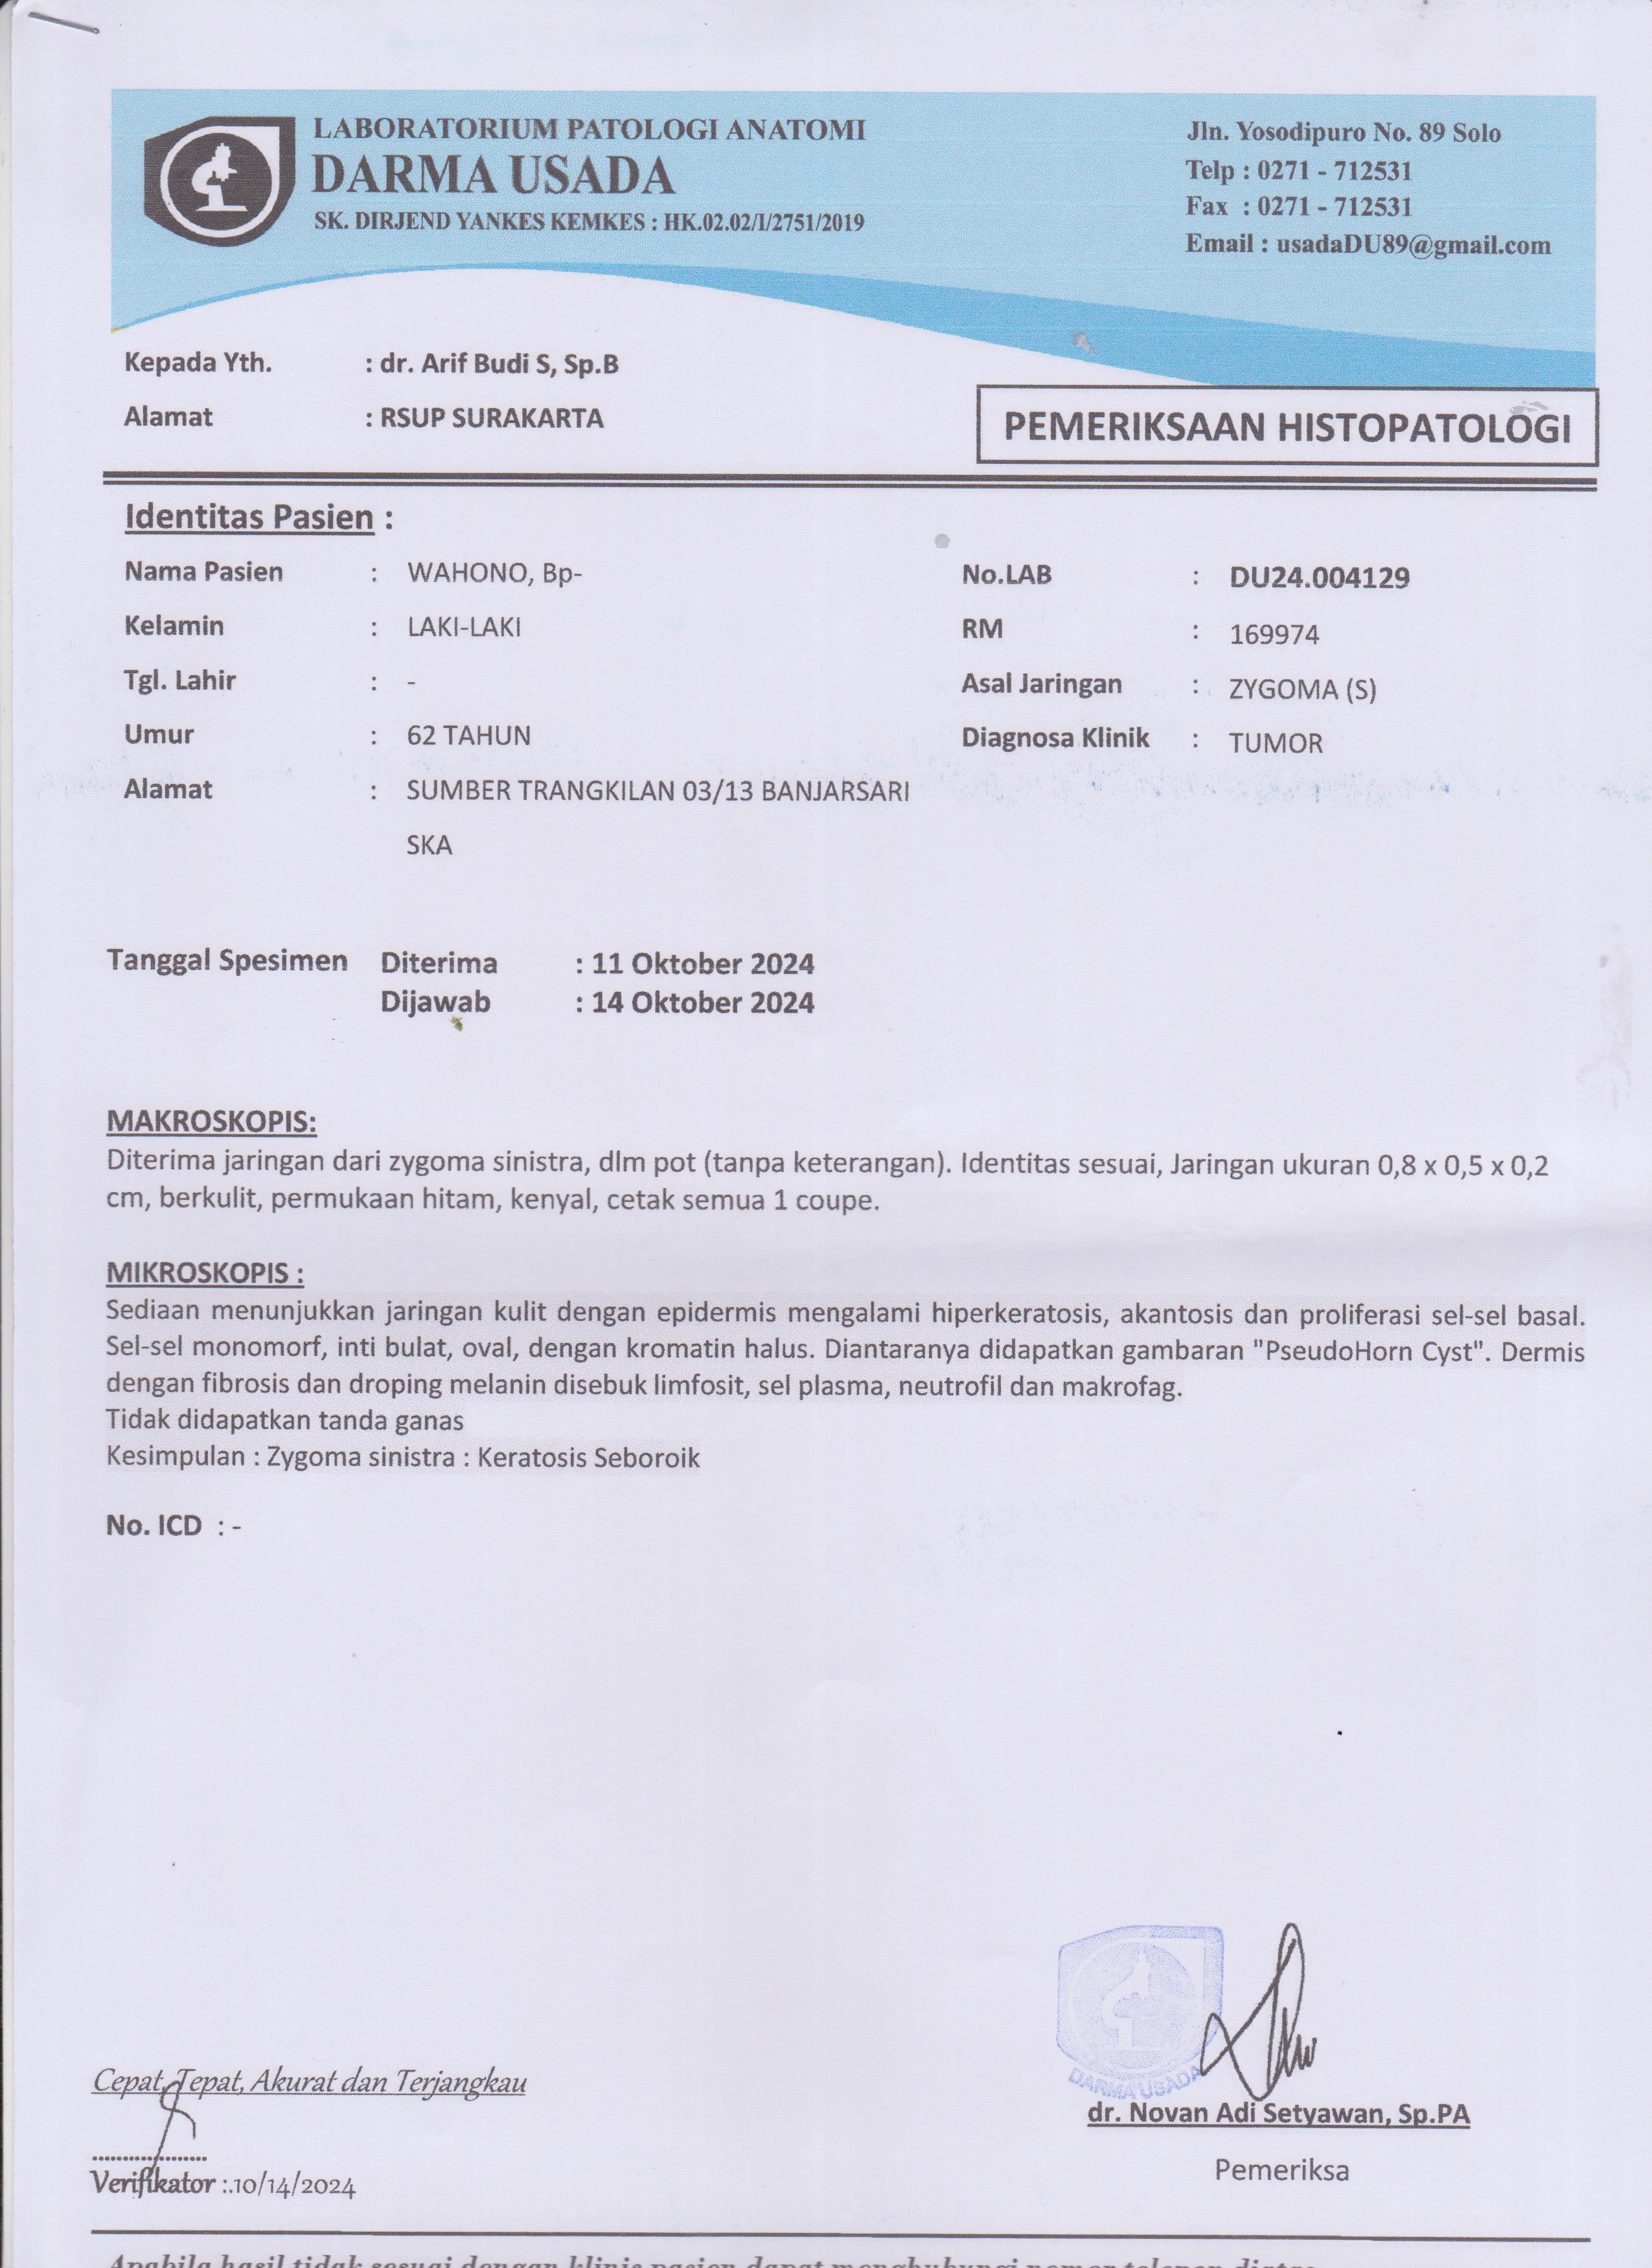 LABORATORIUM PATOLOGI ANATOMI
DARMA USADA
SK. DIRJEND YANKES KEMKES : HK.02.02/I/2751/2019
Jln. Yosodipuro No. 89 Solo
Telp : 0271 - 712531
Fax : 0271 - 712531
Email : usadaDU89@gmail.com
Kepada Yth. : dr. Arif Budi S, Sp.B
Alamat : RSUP SURAKARTA
PEMERIKSAAN HISTOPATOLOGI
Identitas Pasien :
Nama Pasien : WAHONO, Bp- No.LAB : DU24.004129
Kelamin : LAKI-LAKI RM : 169974
Tgl. Lahir : - Asal Jaringan : ZYGOMA (S)
Umur : 62 TAHUN Diagnosa Klinik : TUMOR
Alamat : SUMBER TRANGKILAN 03/13 BANJARSARI
SKA
Tanggal Spesimen Diterima : 11 Oktober 2024
Dijawab : 14 Oktober 2024
MAKROSKOPIS:
Diterima jaringan dari zygoma sinistra, dlm pot (tanpa keterangan). Identitas sesuai, Jaringan ukuran 0,8 x 0,5 x 0,2
cm, berkulit, permukaan hitam, kenyal, cetak semua 1 coupe.
MIKROSKOPIS :
Sediaan menunjukkan jaringan kulit dengan epidermis mengalami hiperkeratosis, akantosis dan proliferasi sel-sel basal.
Sel-sel monomorf, inti bulat, oval, dengan kromatin halus. Diantaranya didapatkan gambaran "PseudoHorn Cyst". Dermis
dengan fibrosis dan droping melanin disebuk limfosit, sel plasma, neutrofil dan makrofag.
Tidak didapatkan tanda ganas
Kesimpulan : Zygoma sinistra : Keratosis Seboroik
No. ICD : -
DARMA USADA
Cepat, Tepat, Akurat dan Terjangkau
dr. Novan Adi Setyawan, Sp.PA
Pemeriksa
Verifikator :.10/14/2024
Apabila hasil tidak sesuai dengan klinis pasien dapat menghubungi nomor telepon diatas